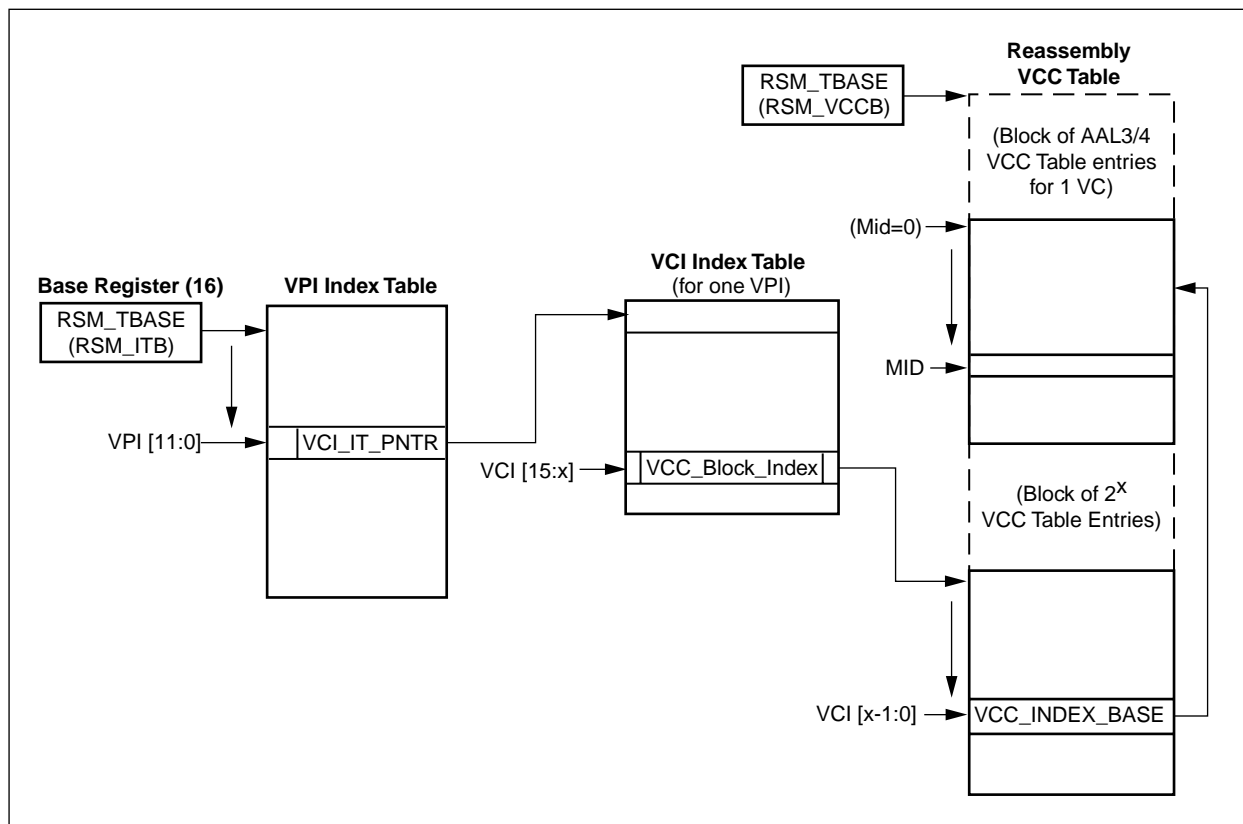 Reassembly
VCC Table
RSM_TBASE
(RSM_VCCB)
(Block of AAL3/4
VCC Table entries
for 1 VC)
(Mid=0)
VCI Index Table
(for one VPI)
Base Register (16)
VPI Index Table
RSM_TBASE
(RSM_ITB)
MID
VPI [11:0]
VCI_IT_PNTR
VCI [15:x]
VCC_Block_Index
(Block of 2^x
VCC Table Entries)
VCI [x-1:0]
VCC_INDEX_BASE